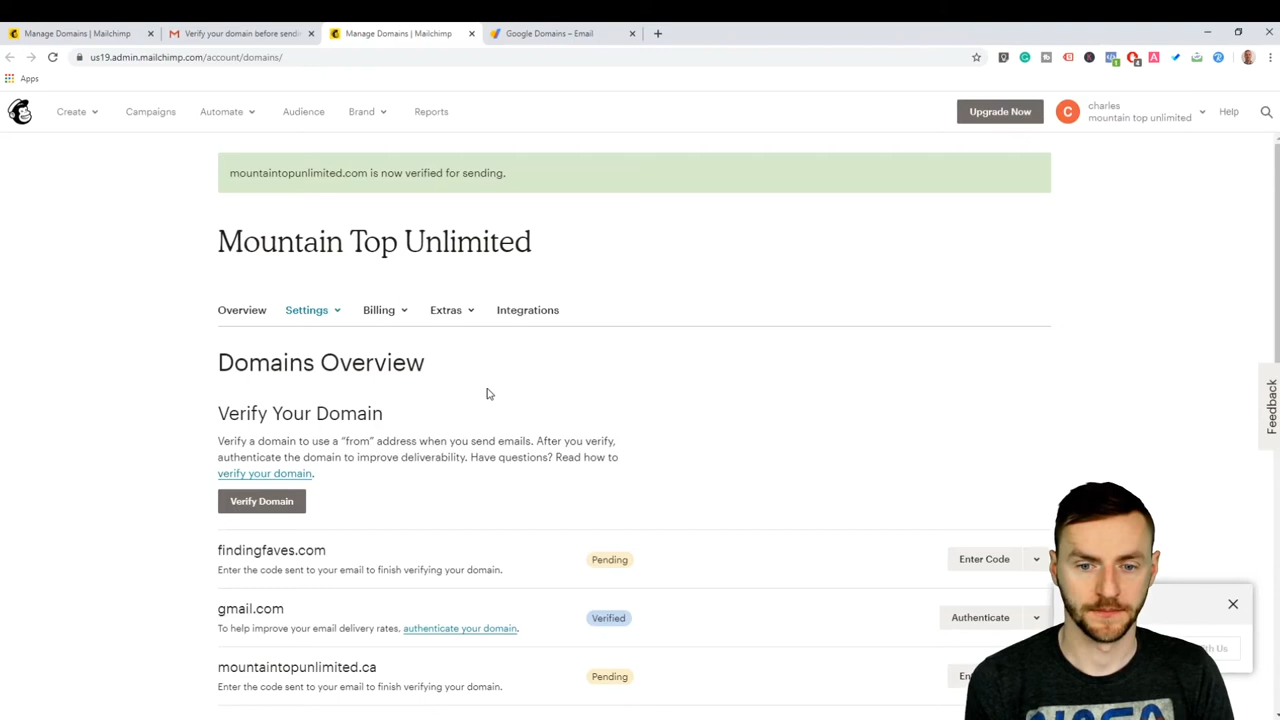 Manage Domains | Mailchimp
Verify your domain before sendi
Manage Domains | Mailchimp
Google Domains – Email
us19.admin.mailchimp.com/account/domains/
Apps
Create
Campaigns
Automate
Audience
Brand
Reports
Upgrade Now
C
charles
mountain top unlimited
Help
mountaintopunlimited.com is now verified for sending.
Mountain Top Unlimited
Overview
Settings
Billing
Extras
Integrations
Domains Overview
Feedback
Verify Your Domain
Verify a domain to use a “from” address when you send emails. After you verify,
authenticate the domain to improve deliverability. Have questions? Read how to
verify your domain.
Verify Domain
findingfaves.com
Enter the code sent to your email to finish verifying your domain.
Pending
Enter Code
gmail.com
To help improve your email delivery rates, authenticate your domain.
Verified
Authenticate
mountaintopunlimited.ca
Enter the code sent to your email to finish verifying your domain.
Pending
En
ith Us
NASA